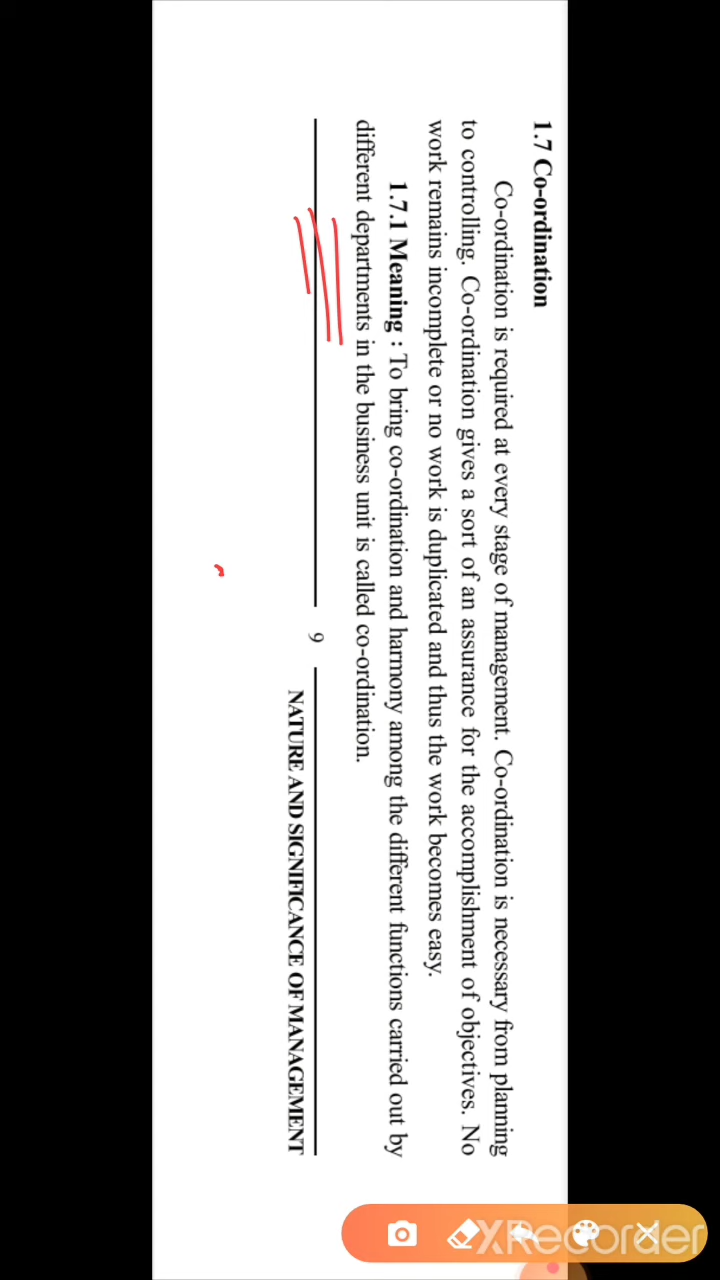 1.7 Co-ordination
Co-ordination is required at every stage of management. Co-ordination is necessary from planning
to controlling. Co-ordination gives a sort of an assurance for the accomplishment of objectives. No
work remains incomplete or no work is duplicated and thus the work becomes easy.
1.7.1 Meaning : To bring co-ordination and harmony among the different functions carried out by
different departments in the business unit is called co-ordination.
9
NATURE AND SIGNIFICANCE OF MANAGEMENT
XRecorder